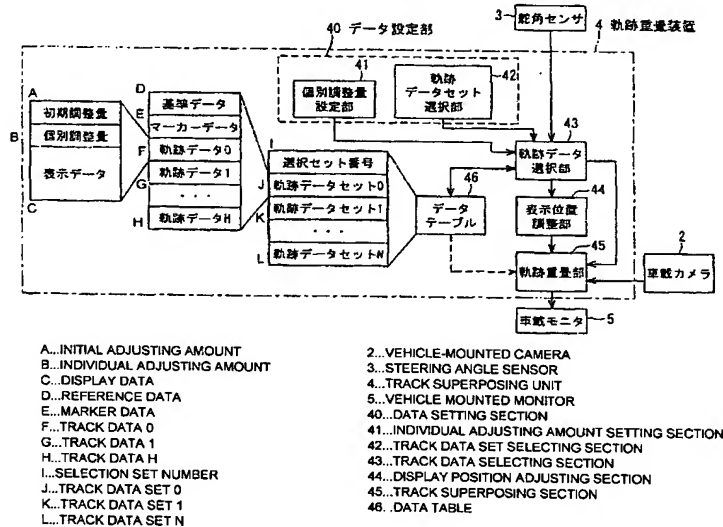 40 データ設定部
3
舵角センサ
4 軌跡重畳装置
41
個別調整量
設定部
42
軌跡
データセット
選択部
A
初期調整量
B
個別調整量
表示データ
C
D
基準データ
E
マーカーデータ
F
軌跡データ0
軌跡データ1
G
・・・
H
軌跡データH
I
選択セット番号
J
軌跡データセット0
軌跡データセット1
K
・・・
L
軌跡データセットN
46
データ
テーブル
43
軌跡データ
選択部
44
表示位置
調整部
45
軌跡重畳部
2
車載カメラ
車載モニタ
5
A...INITIAL ADJUSTING AMOUNT
B...INDIVIDUAL ADJUSTING AMOUNT
C...DISPLAY DATA
D...REFERENCE DATA
E...MARKER DATA
F...TRACK DATA 0
G...TRACK DATA 1
H...TRACK DATA H
I...SELECTION SET NUMBER
J...TRACK DATA SET 0
K...TRACK DATA SET 1
L...TRACK DATA SET N
2...VEHICLE-MOUNTED CAMERA
3...STEERING ANGLE SENSOR
4...TRACK SUPERPOSING UNIT
5...VEHICLE MOUNTED MONITOR
40...DATA SETTING SECTION
41...INDIVIDUAL ADJUSTING AMOUNT SETTING SECTION
42...TRACK DATA SET SELECTING SECTION
43...TRACK DATA SELECTING SECTION
44...DISPLAY POSITION ADJUSTING SECTION
45...TRACK SUPERPOSING SECTION
46...DATA TABLE